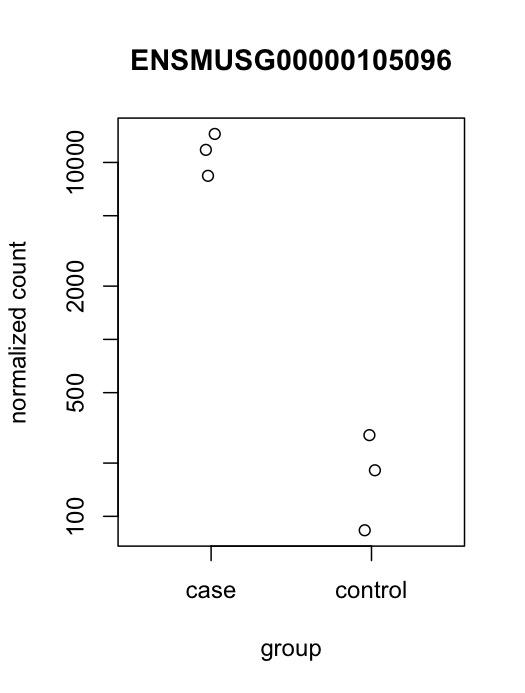 ENSMUSG00000105096
normalized count
10000
2000
500
100
case control
group